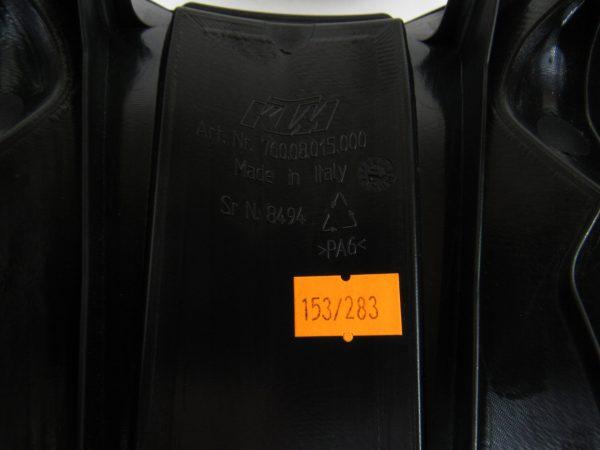 KTM
Art. Nr. 760.08.015.000
Made in Italy
Sr N. 8494
>PA6<
153/283